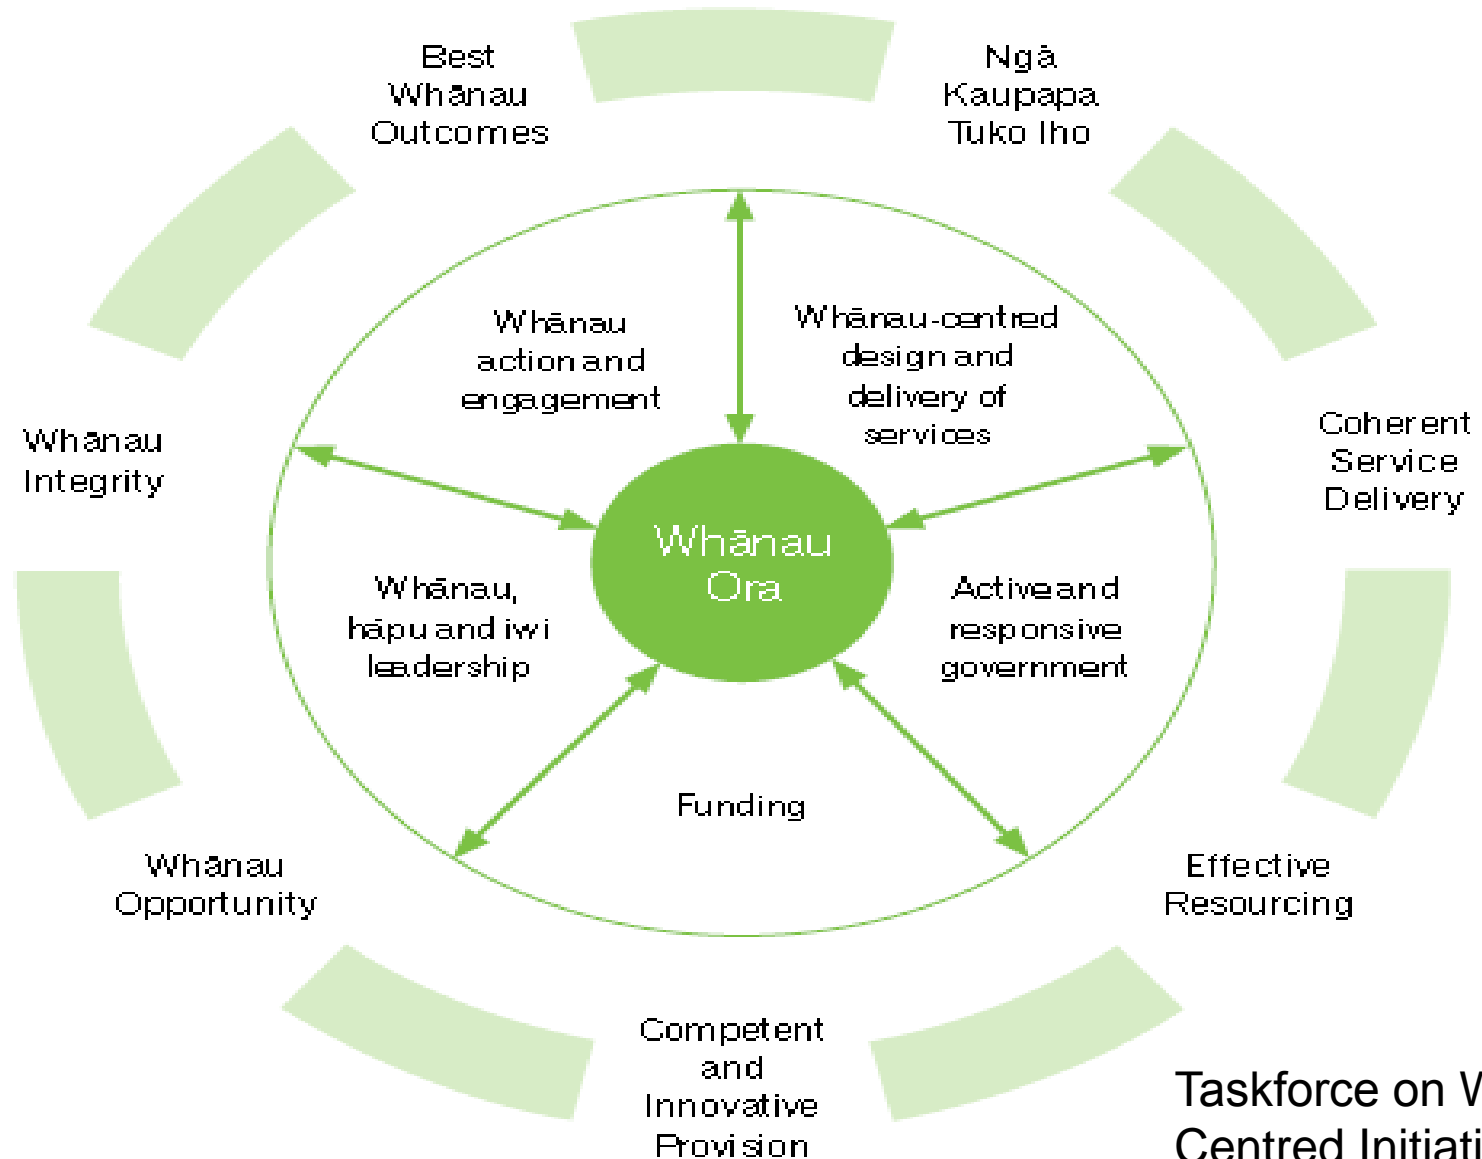 Best
Whānau
Outcomes
Ngā
Kaupapa
Tuko Iho
Whānau
action and
engagement
Whānau-centred
design and
delivery of
services
Whānau
Integrity
Coherent
Service
Delivery
Whānau
Ora
Whānau,
hāpu and iwi
leadership
Active and
responsive
government
Funding
Whānau
Opportunity
Effective
Resourcing
Competent
and
Innovative
Provision
Taskforce on
Centred